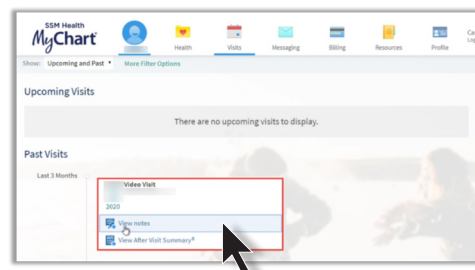 SSM Health
MyChart
Health
Visits
Messaging
Billing
Resources
Profile
Show: Upcoming and Past
More Filter Options
Upcoming Visits
There are no upcoming visits to display.
Past Visits
Last 3 Months
Video Visit
2020
View notes
View After Visit Summary®